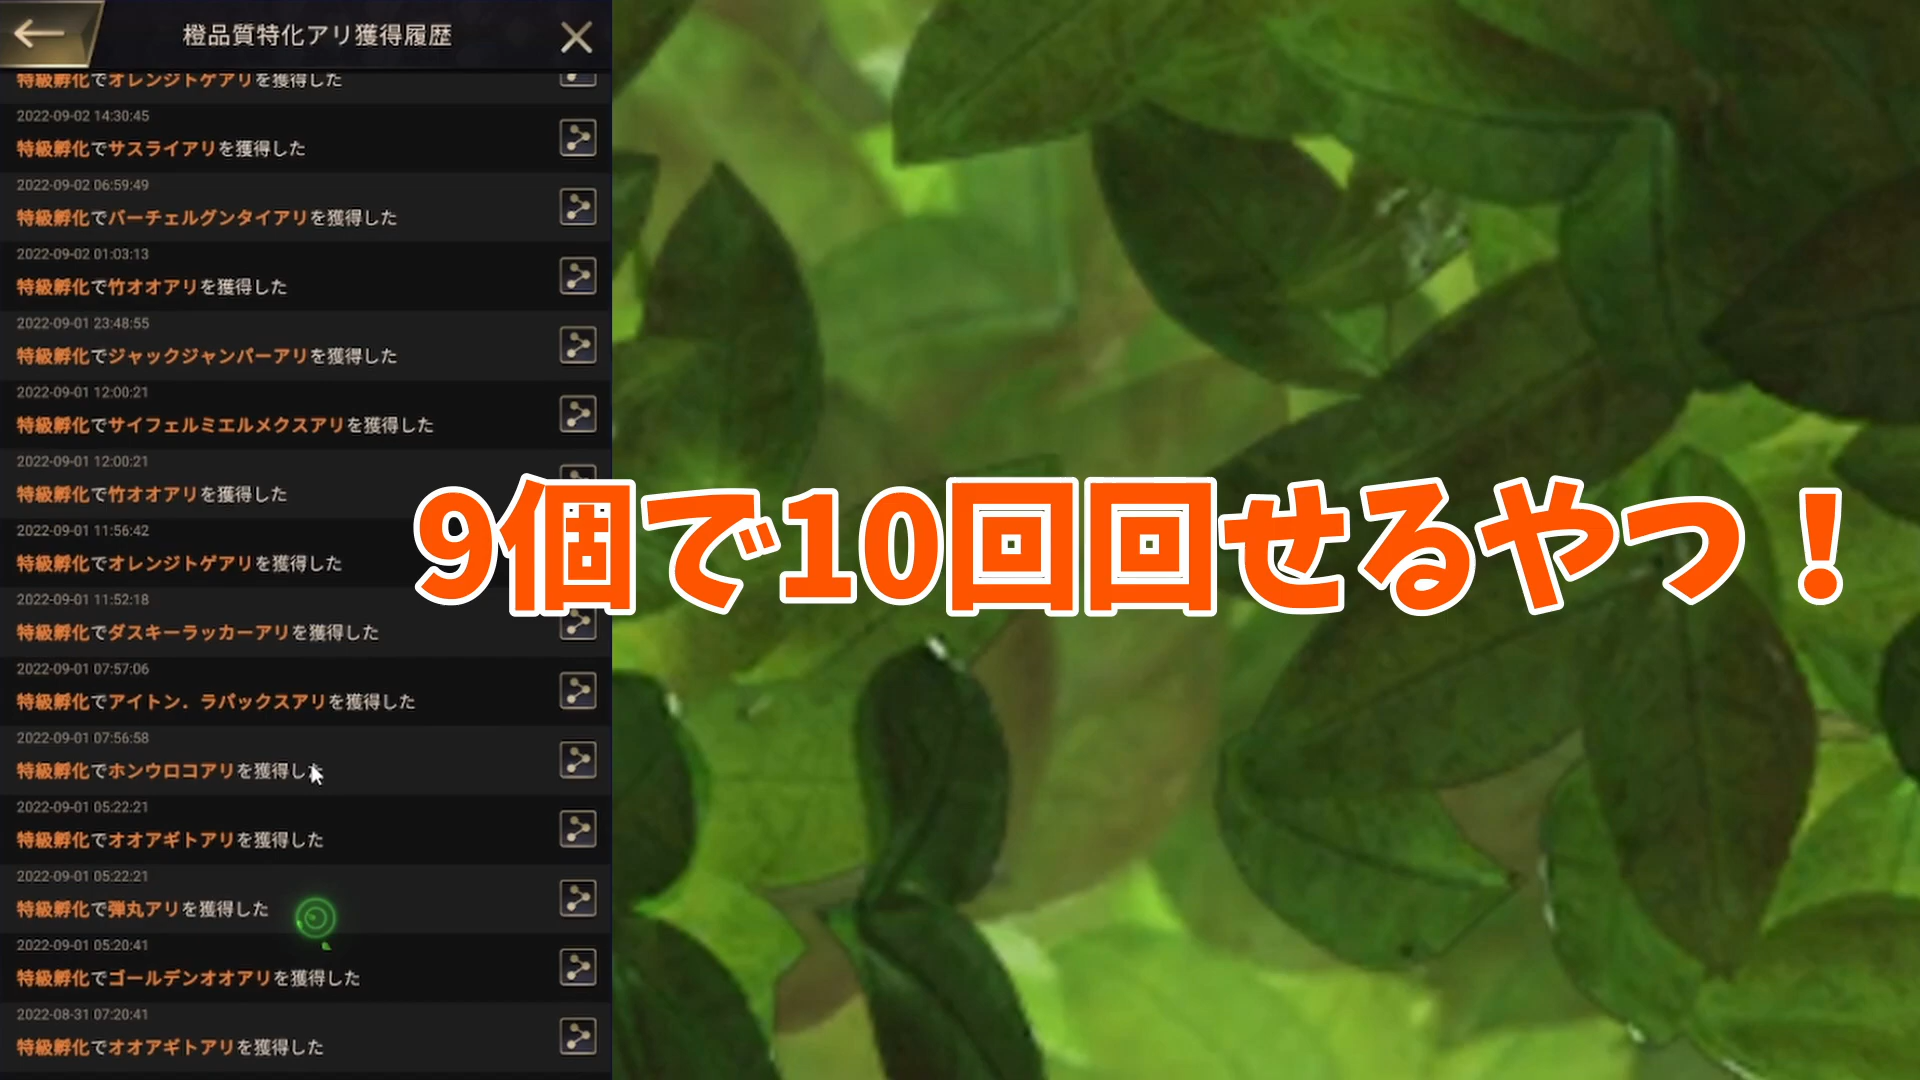 橙品質特化アリ獲得履歴
特級孵化でオレンジトゲアリを獲得した
2022-09-02 14:30:45
特級孵化でサスライアリを獲得した
2022-09-02 06:59:49
特級孵化でバーチェルグンタイアリを獲得した
2022-09-02 01:03:13
特級孵化で竹オオアリを獲得した
2022-09-01 23:48:55
特級孵化でジャックジャンパーアリを獲得した
2022-09-01 12:00:21
特級孵化でサイフェルミエルメクスアリを獲得した
2022-09-01 12:00:21
特級孵化で竹オオアリを獲得した
9個で10回回せるやつ！
2022-09-01 11:56:42
特級孵化でオレンジトゲアリを獲得した
2022-09-01 11:52:18
特級孵化でダスキーラッカーアリを獲得した
2022-09-01 07:57:06
特級孵化でアイトン．ラパックスアリを獲得した
2022-09-01 07:56:58
特級孵化でホンウロコアリを獲得した
2022-09-01 05:22:21
特級孵化でオオアギトアリを獲得した
2022-09-01 05:22:21
特級孵化で弾丸アリを獲得した
2022-09-01 05:20:41
特級孵化でゴールデンオオアリを獲得した
2022-08-31 07:20:41
特級孵化でオオアギトアリを獲得した